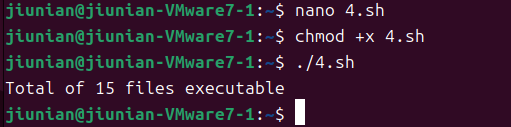 jiunian@jiunian-VMware7-1:~$ nano 4.sh
jiunian@jiunian-VMware7-1:~$ chmod +x 4.sh
jiunian@jiunian-VMware7-1:~$ ./4.sh
Total of 15 files executable
jiunian@jiunian-VMware7-1:~$